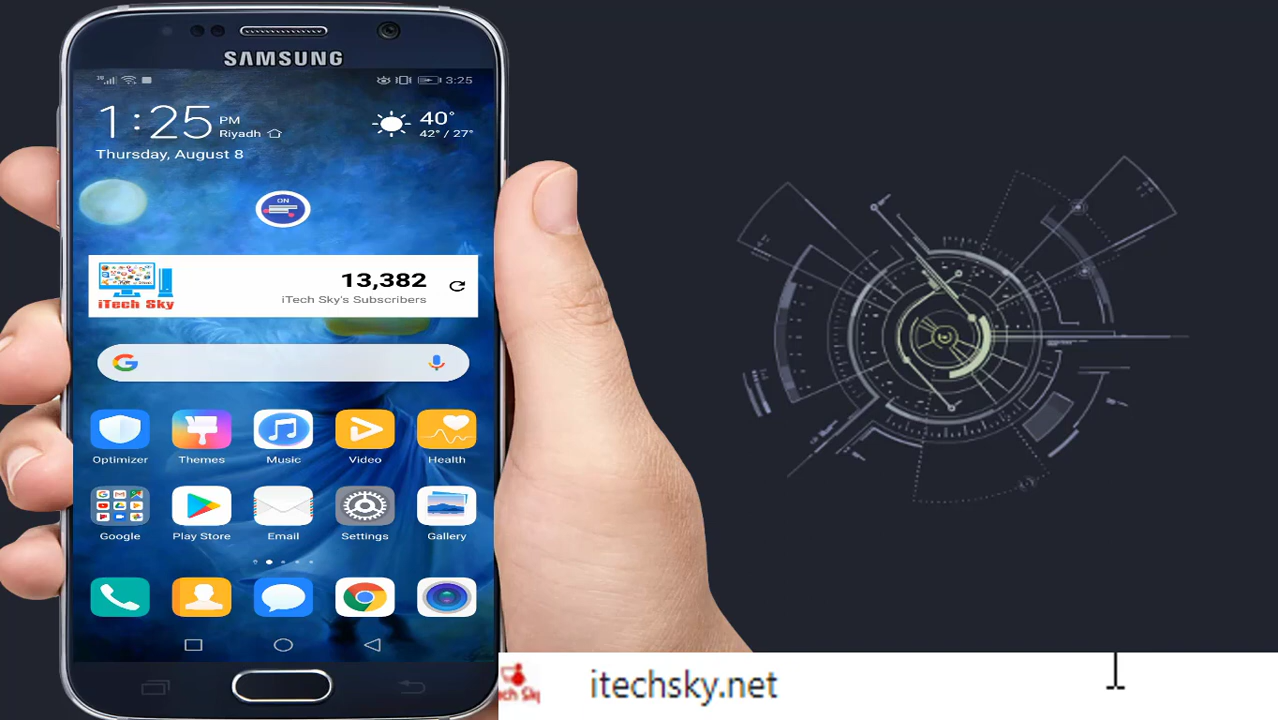 SAMSUNG
3:25
1:25 PM
Riyadh
40°
42° / 27°
Thursday, August 8
ON
iTech Sky
13,382
iTech Sky's Subscribers
Optimizer Themes Music Video Health
Google Play Store Email Settings Gallery
itechsky.net